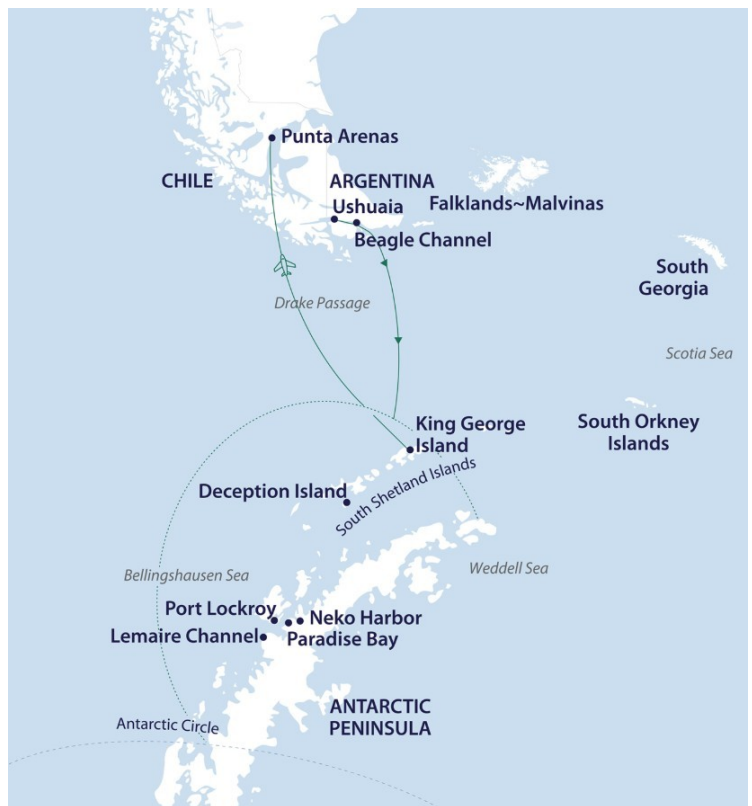 Punta Arenas
CHILE
ARGENTINA
Ushuaia
Falklands~Malvinas
Beagle Channel
South
Georgia
Drake Passage
Scotia Sea
King George
Island
South Orkney
Islands
Deception Island
South Shetland Islands
Bellingshausen Sea
Weddell Sea
Port Lockroy
Neko Harbor
Lemaire Channel
Paradise Bay
ANTARCTIC
PENINSULA
Antarctic Circle